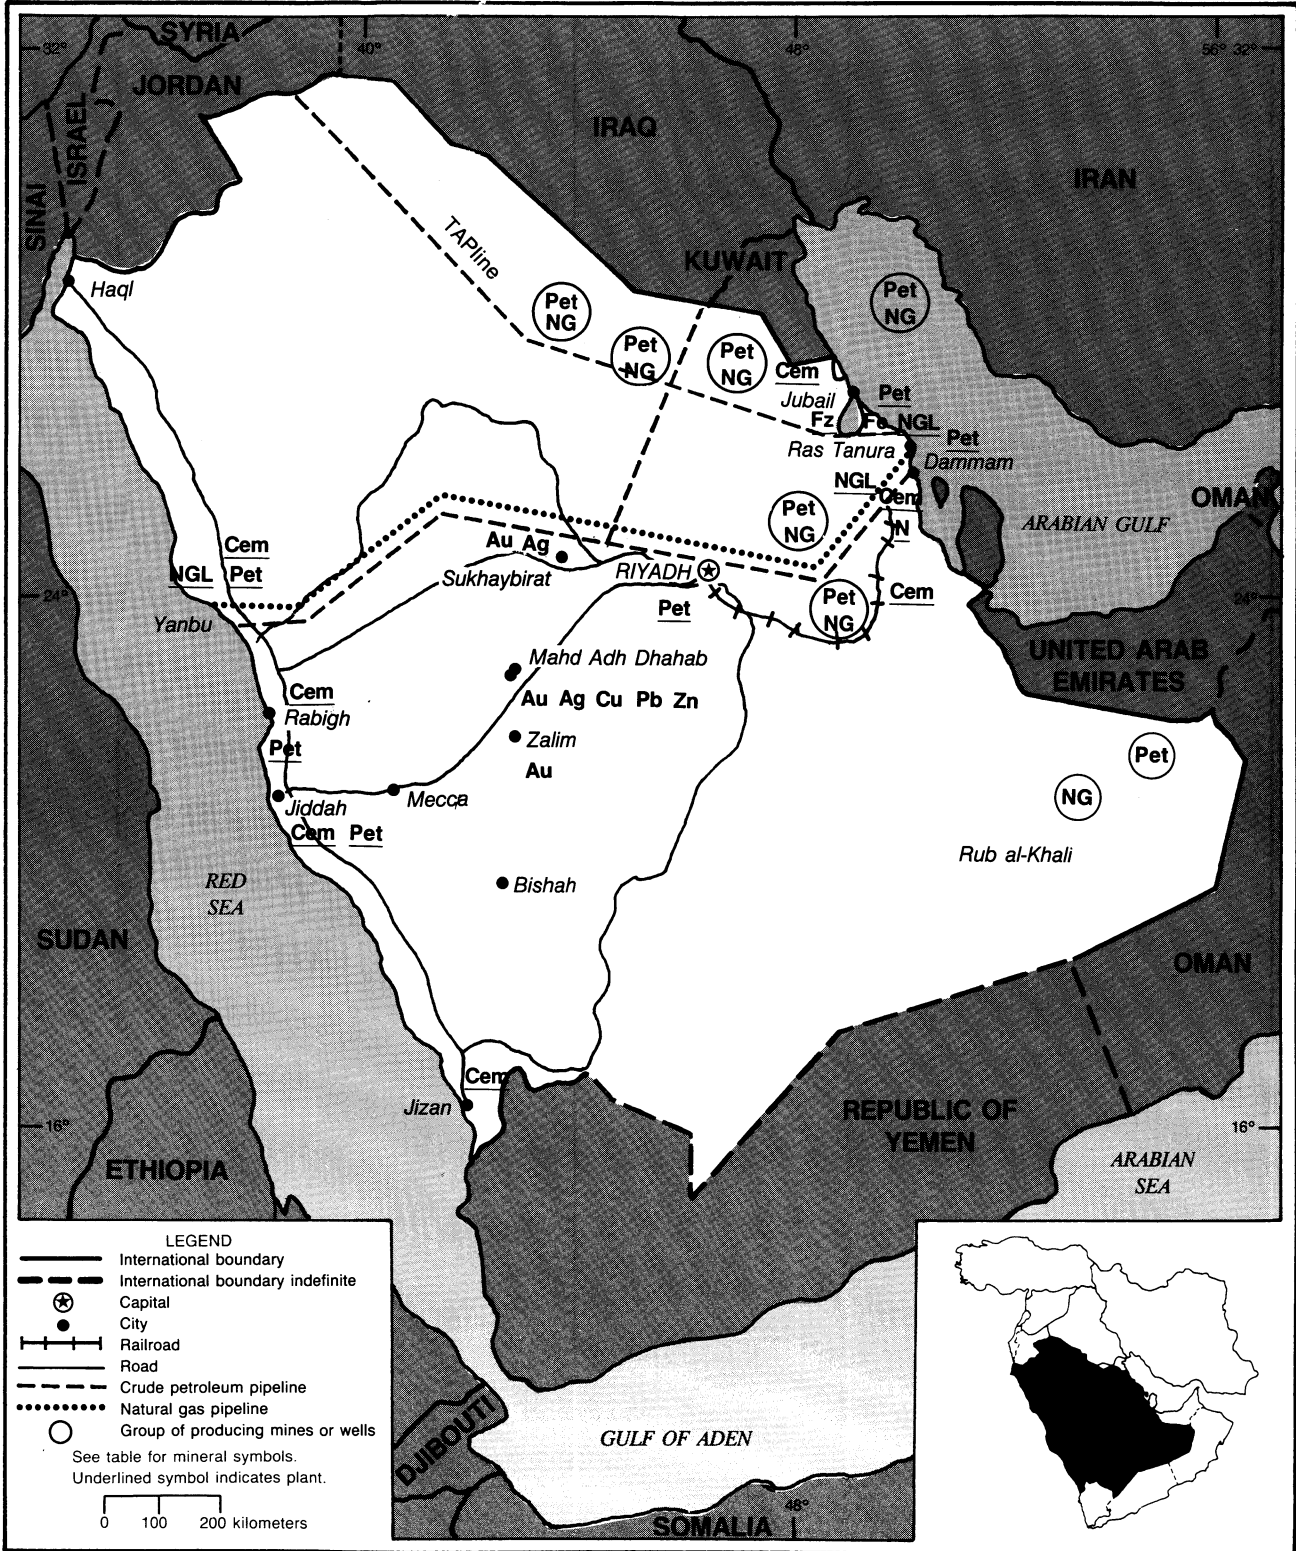 SYRIA
32°
40°
48°
56° 32°
JORDAN
ISRAEL
SINAI
IRAQ
IRAN
KUWAIT
TAPline
Haql
Pet
NG
Pet
NG
Pet
NG
Pet
NG
Cem
Jubail
Pet
Fz
Fe NGL
Pet
Ras Tanura
Dammam
NGL
Cem
N
Pet
NG
OMAN
ARABIAN GULF
Au Ag
Sukhaybirat
RIYADH
Pet
Pet
NG
Cem
Cem
NGL Pet
24°
24°
Yanbu
UNITED ARAB
EMIRATES
Mahd Adh Dhahab
Au Ag Cu Pb Zn
Cem
Rabigh
Pet
Zalim
Au
Pet
NG
Jiddah
Mecca
Cem Pet
Rub al-Khali
Bishah
RED
SEA
SUDAN
OMAN
Cem
Jizan
16°
16°
REPUBLIC OF
YEMEN
ETHIOPIA
ARABIAN
SEA
LEGEND
International boundary
International boundary indefinite
Capital
City
Railroad
Road
Crude petroleum pipeline
Natural gas pipeline
Group of producing mines or wells
See table for mineral symbols.
Underlined symbol indicates plant.
0 100 200 kilometers
DJIBOUTI
GULF OF ADEN
48°
SOMALIA